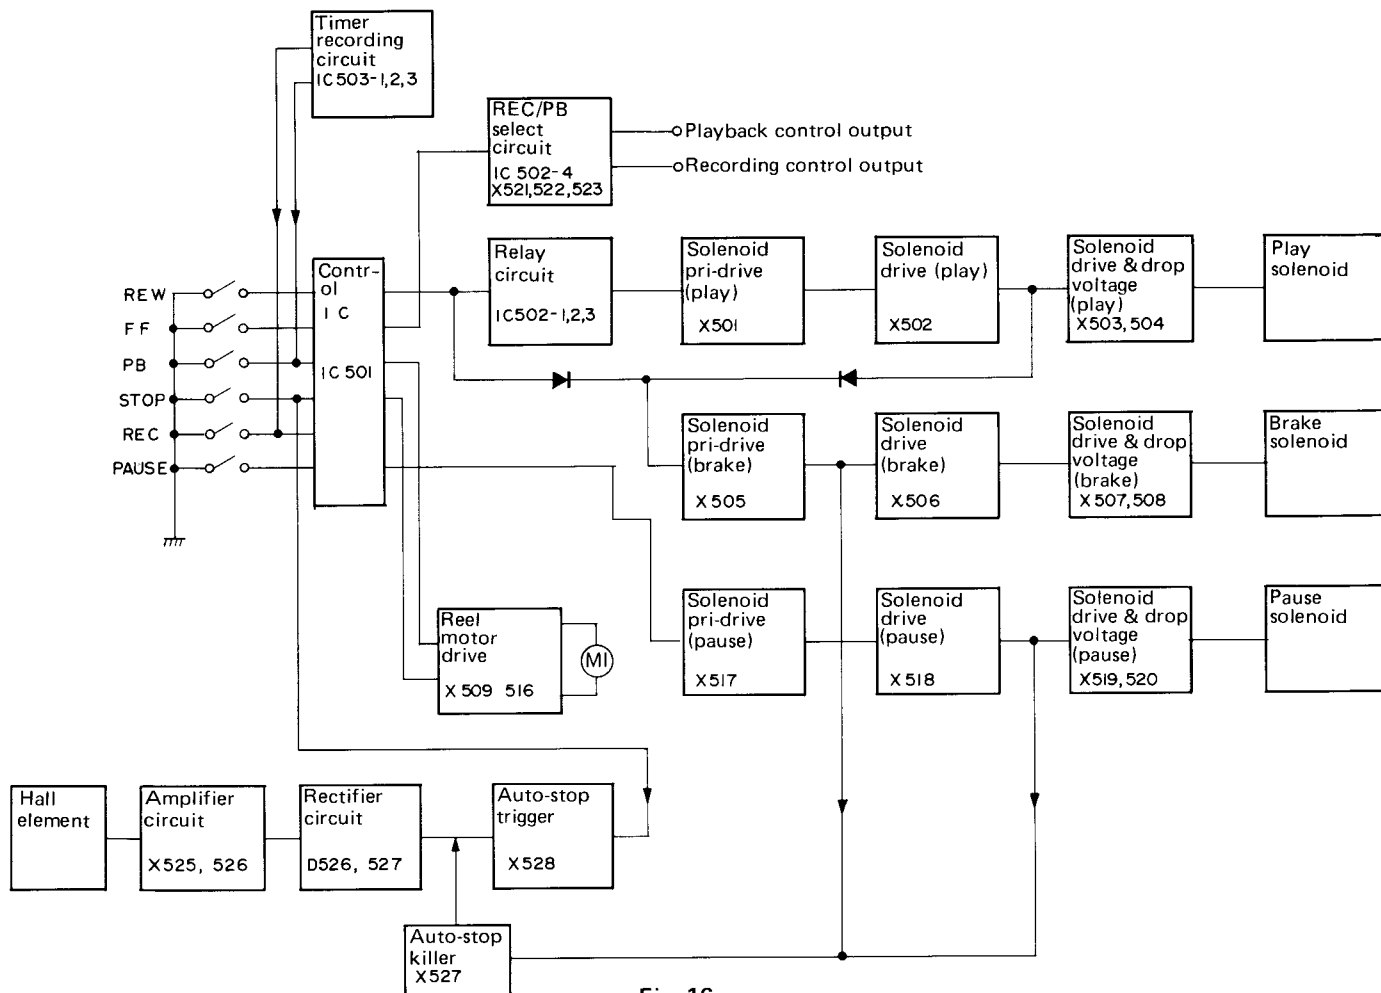 Timer
recording
circuit
IC503-1,2,3
REC/PB
select
circuit
IC 502-4
X521,522,523
Playback control output
Recording control output
REW
FF
PB
STOP
REC
PAUSE
Contr-
ol
IC
IC 501
Relay
circuit
IC502-1,2,3
Solenoid
pri-drive
(play)
X501
Solenoid
drive (play)
X502
Solenoid
drive & drop
voltage
(play)
X503, 504
Play
solenoid
Solenoid
pri-drive
(brake)
X505
Solenoid
drive
(brake)
X506
Solenoid
drive & drop
voltage
(brake)
X507,508
Brake
solenoid
Solenoid
pri-drive
(pause)
X517
Solenoid
drive
(pause)
X518
Solenoid
drive & drop
voltage
(pause)
X519, 520
Pause
solenoid
Reel
motor
drive
X 509 516
MI
Hall
element
Amplifier
circuit
X525, 526
Rectifier
circuit
D526, 527
Auto-stop
trigger
X528
Auto-stop
killer
X527